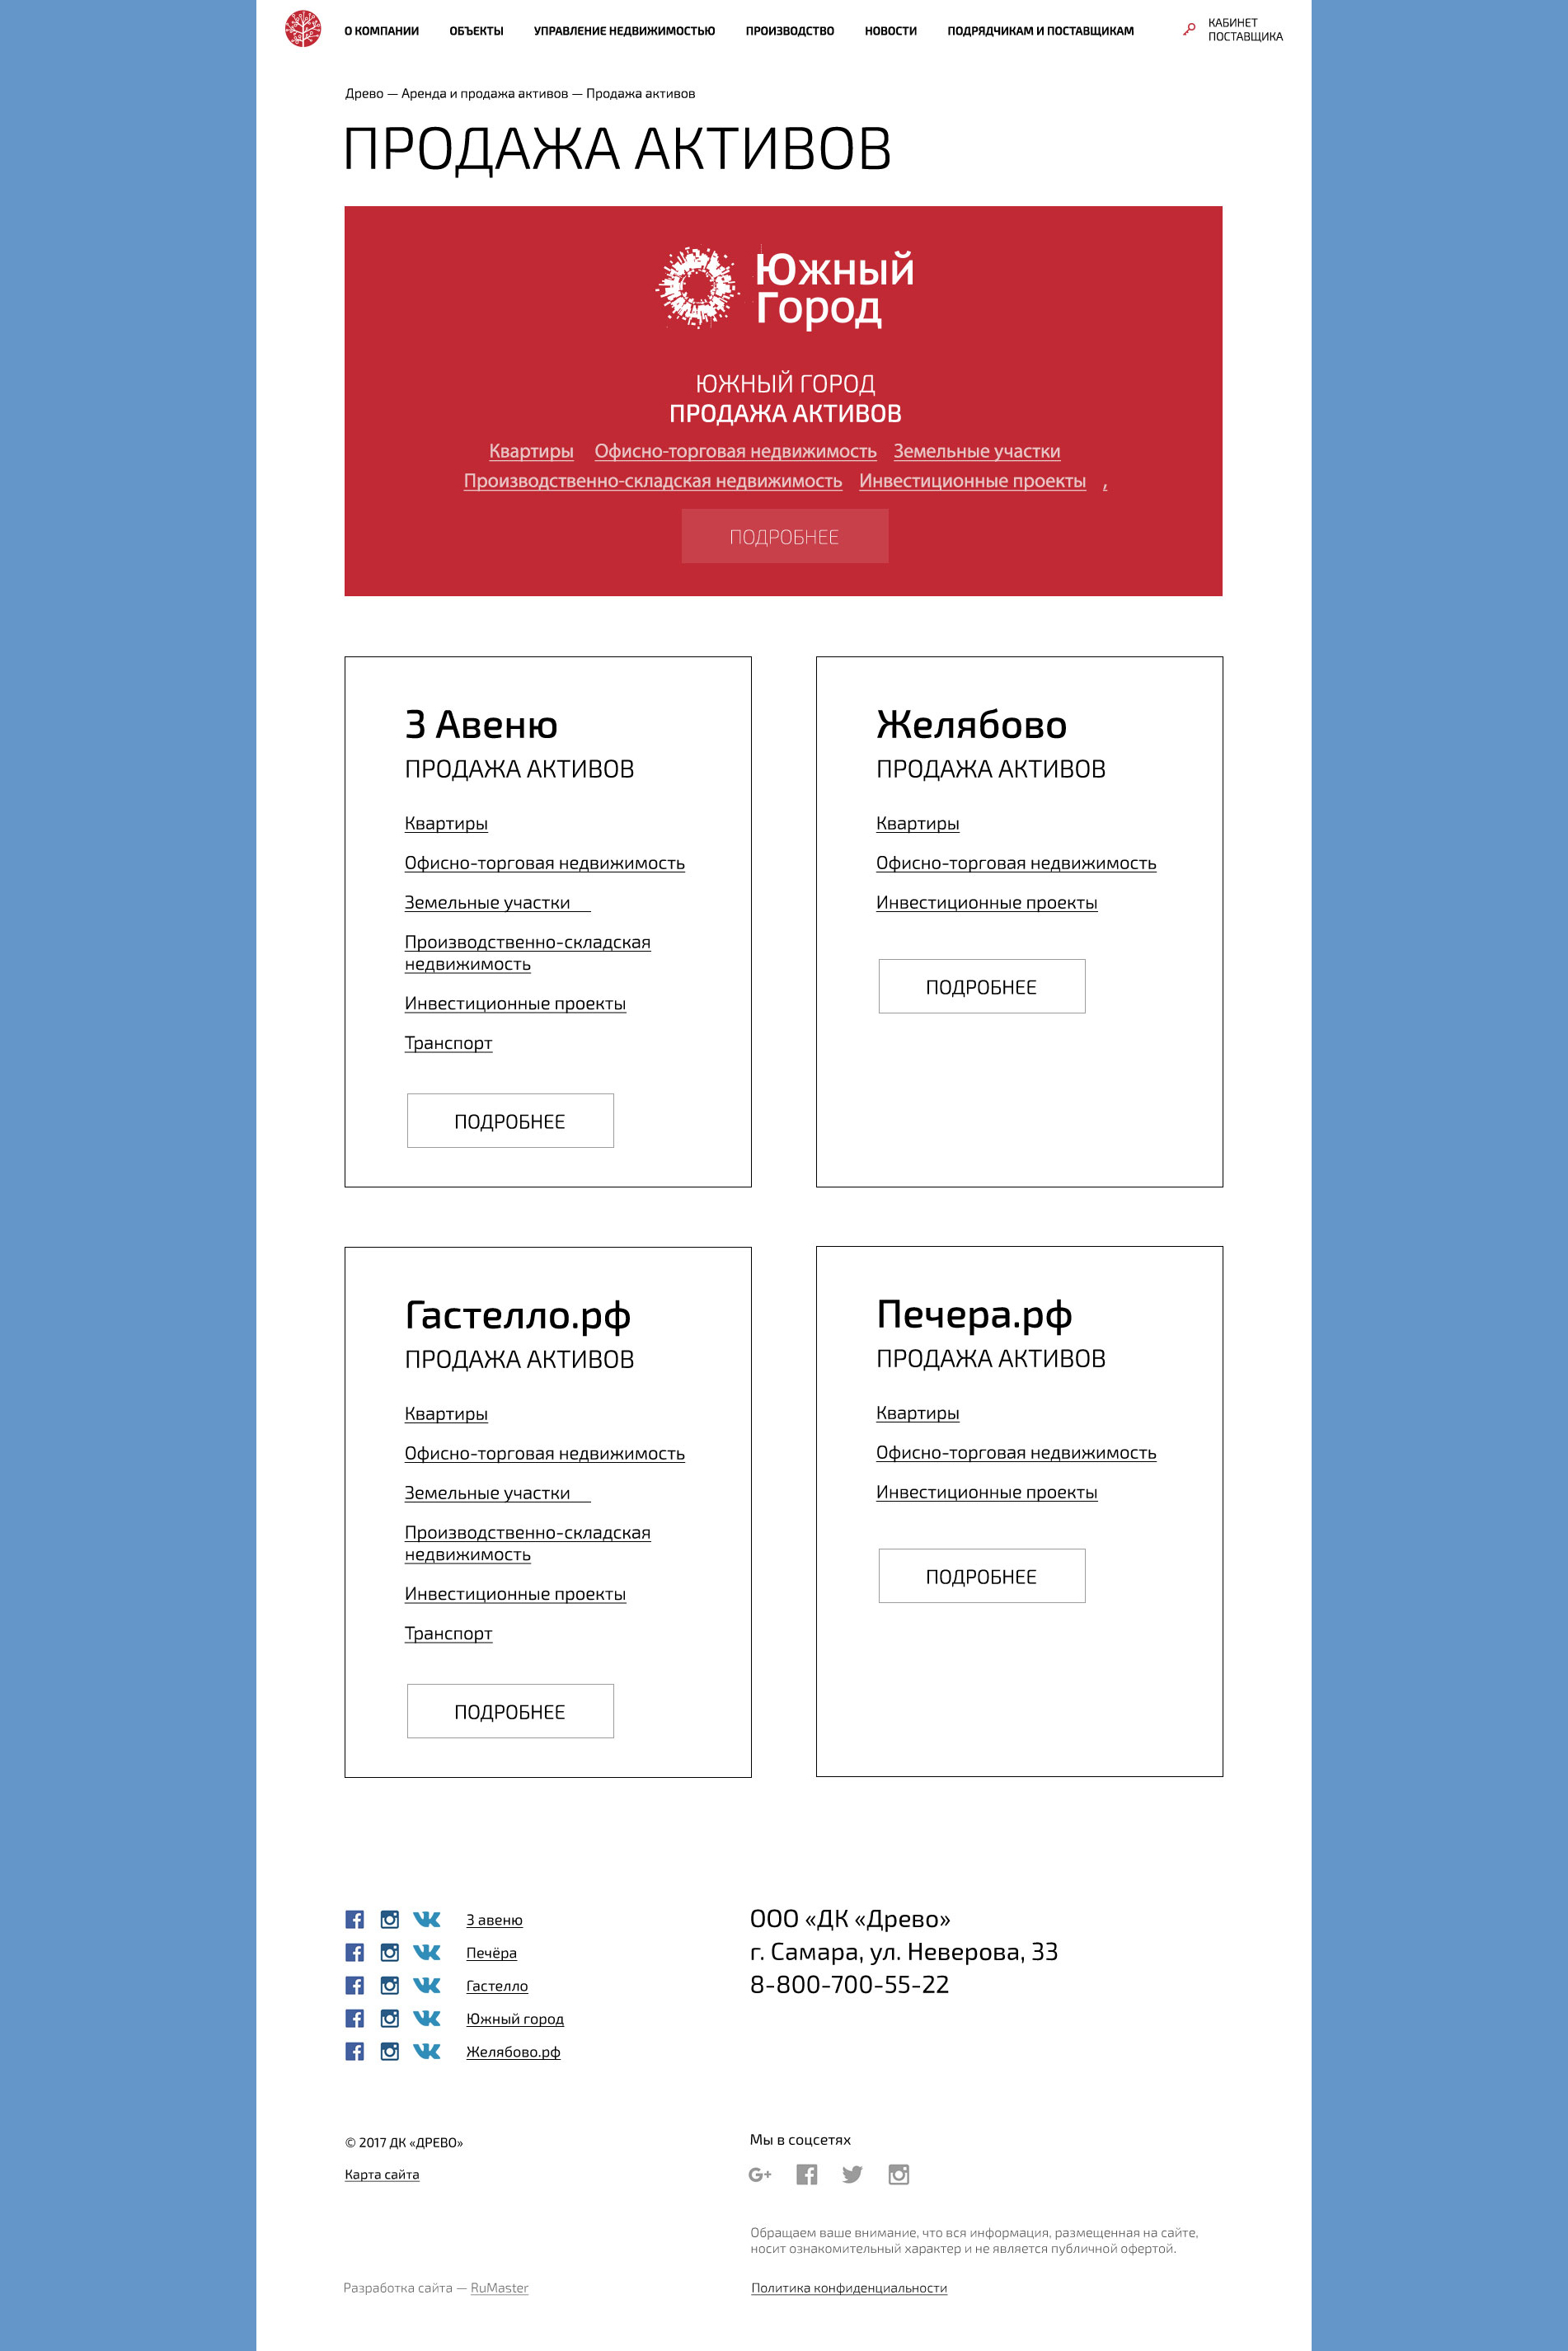 О КОМПАНИИ ОБЪЕКТЫ УПРАВЛЕНИЕ НЕДВИЖИМОСТЬЮ ПРОИЗВОДСТВО НОВОСТИ ПОДРЯДЧИКАМ И ПОСТАВЩИКАМ
КАБИНЕТ
ПОСТАВЩИКА
Древо — Аренда и продажа активов — Продажа активов
ПРОДАЖА АКТИВОВ
Южный
Город
ЮЖНЫЙ ГОРОД
ПРОДАЖА АКТИВОВ
Квартиры Офисно-торговая недвижимость Земельные участки
Производственно-складская недвижимость Инвестиционные проекты ,
ПОДРОБНЕЕ
3 Авеню
ПРОДАЖА АКТИВОВ
Квартиры
Офисно-торговая недвижимость
Земельные участки
Производственно-складская
недвижимость
Инвестиционные проекты
Транспорт
ПОДРОБНЕЕ
Желябово
ПРОДАЖА АКТИВОВ
Квартиры
Офисно-торговая недвижимость
Инвестиционные проекты
ПОДРОБНЕЕ
Гастелло.рф
ПРОДАЖА АКТИВОВ
Квартиры
Офисно-торговая недвижимость
Земельные участки
Производственно-складская
недвижимость
Инвестиционные проекты
Транспорт
ПОДРОБНЕЕ
Печера.рф
ПРОДАЖА АКТИВОВ
Квартиры
Офисно-торговая недвижимость
Инвестиционные проекты
ПОДРОБНЕЕ
3 авеню
Печёра
Гастелло
Южный город
Желябово.рф
ООО «ДК «Древо»
г. Самара, ул. Неверова, 33
8-800-700-55-22
© 2017 ДК «ДРЕВО»
Карта сайта
Мы в соцсетях
Обращаем ваше внимание, что вся информация, размещенная на сайте,
носит ознакомительный характер и не является публичной офертой.
Разработка сайта — RuMaster
Политика конфиденциальности